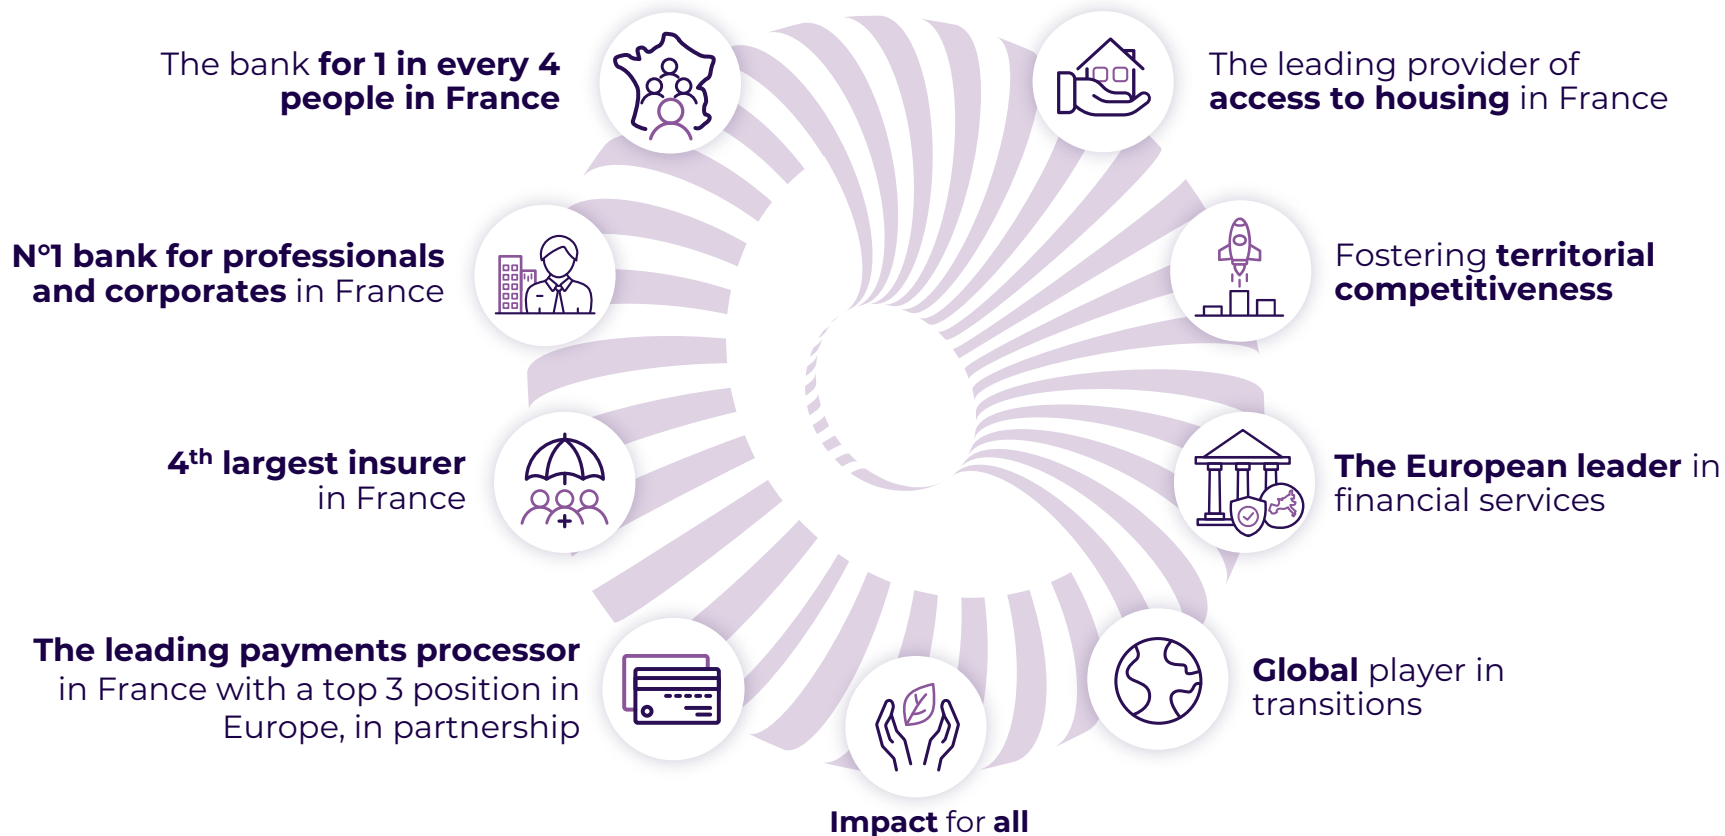 The bank for 1 in every 4
people in France
The leading provider of
access to housing in France
N°1 bank for professionals
and corporates in France
Fostering territorial
competitiveness
4th largest insurer
in France
The European leader in
financial services
The leading payments processor
in France with a top 3 position in
Europe, in partnership
Global player in
transitions
Impact for all